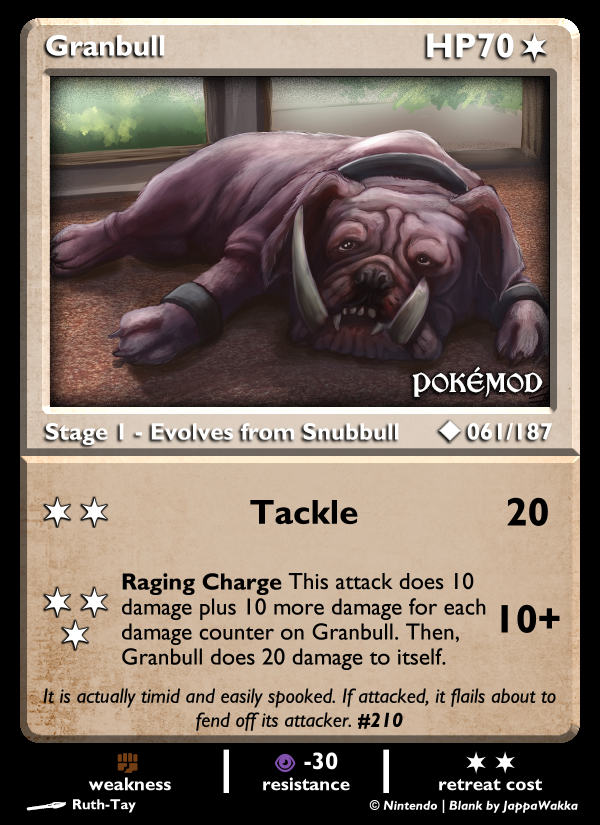 Granbull HP70
POKÉMOD
Stage 1 - Evolves from Snubbull 061/187
Tackle 20
Raging Charge This attack does 10
damage plus 10 more damage for each
damage counter on Granbull. Then,
Granbull does 20 damage to itself.
10+
It is actually timid and easily spooked. If attacked, it flails about to
fend off its attacker. #210
-30
weakness resistance retreat cost
Ruth-Tay © Nintendo | Blank by JappaWakka